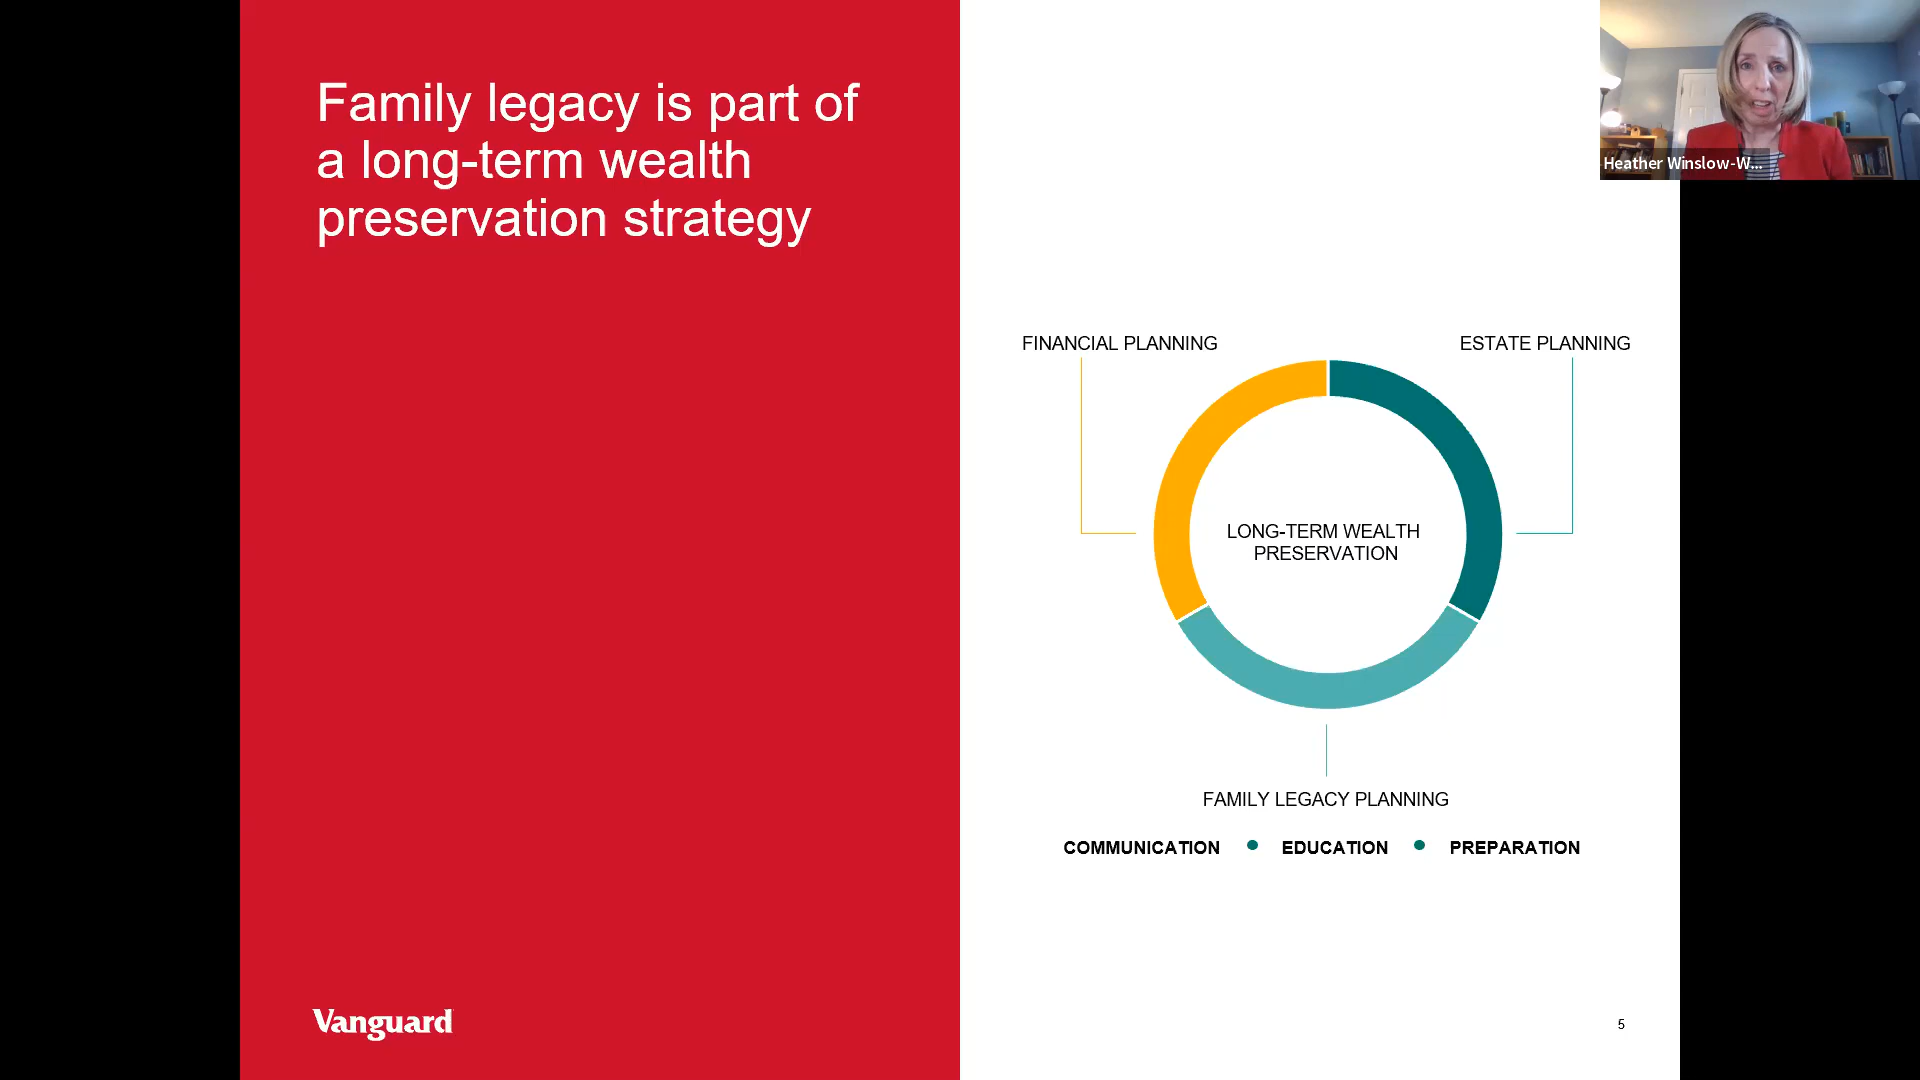 Family legacy is part of
a long-term wealth
preservation strategy
Heather Winslow-W...
FINANCIAL PLANNING
ESTATE PLANNING
LONG-TERM WEALTH
PRESERVATION
FAMILY LEGACY PLANNING
COMMUNICATION • EDUCATION • PREPARATION
Vanguard
5